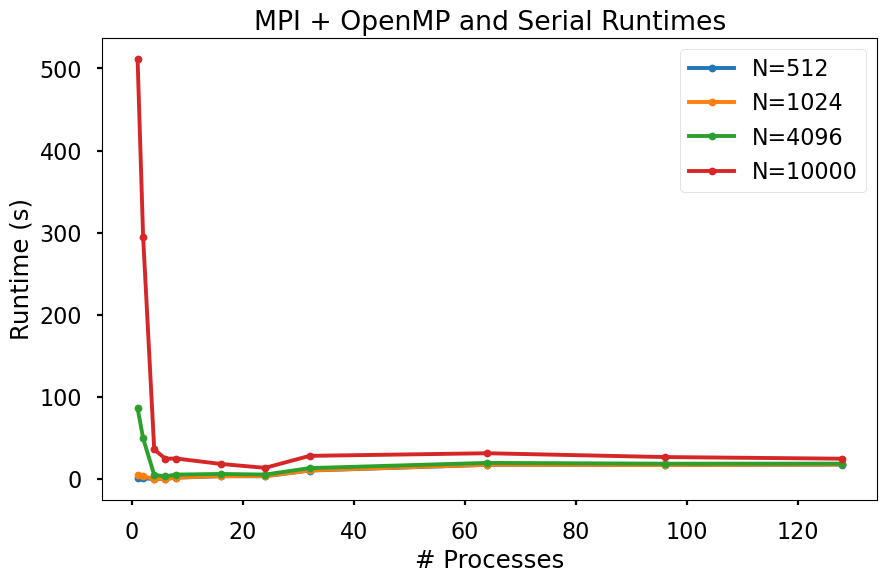 MPI + OpenMP and Serial Runtimes
N=512
N=1024
N=4096
N=10000
Runtime (s)
500
400
300
200
100
0
0 20 40 60 80 100 120
# Processes